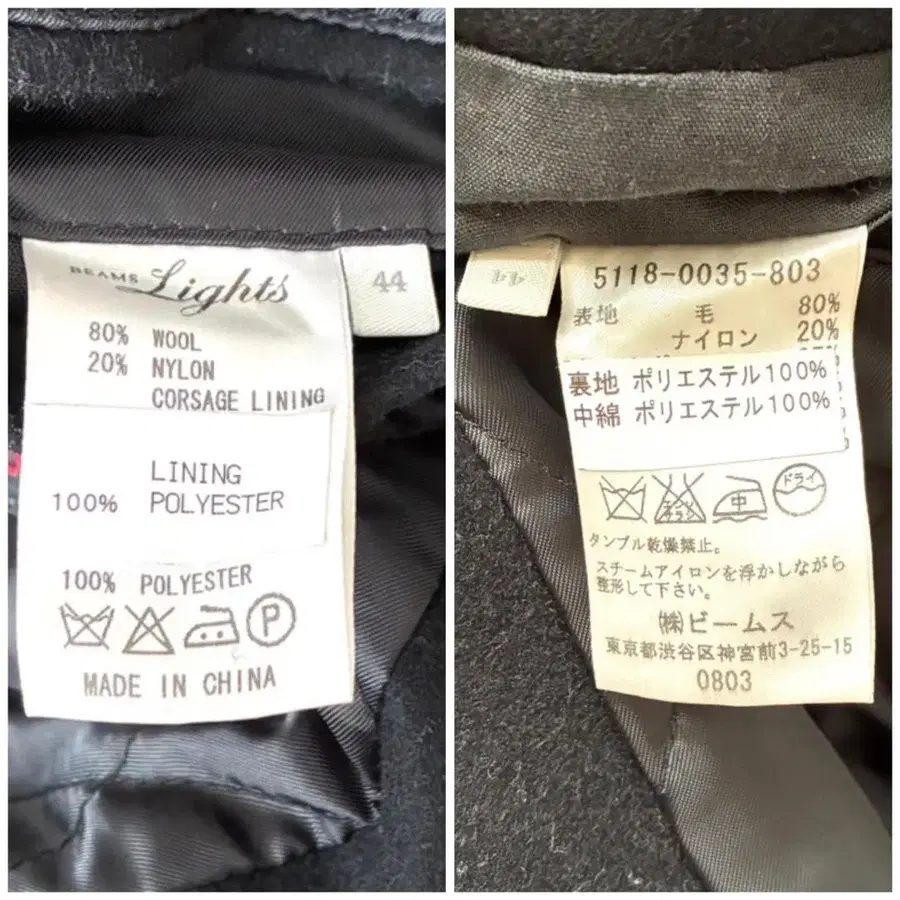 BEAMS Lights
44
80% WOOL
20% NYLON
CORSAGE LINING
LINING
100% POLYESTER
100% POLYESTER
P
MADE IN CHINA
44
5118-0035-803
表地 毛 80%
ナイロン 20%
裏地 ポリエステル100%
中綿 ポリエステル100%
中
ドライ
タンブル乾燥禁止。
スチームアイロンを浮かしながら
整形して下さい。
㈱ビームス
東京都渋谷区神宮前3-25-15
0803